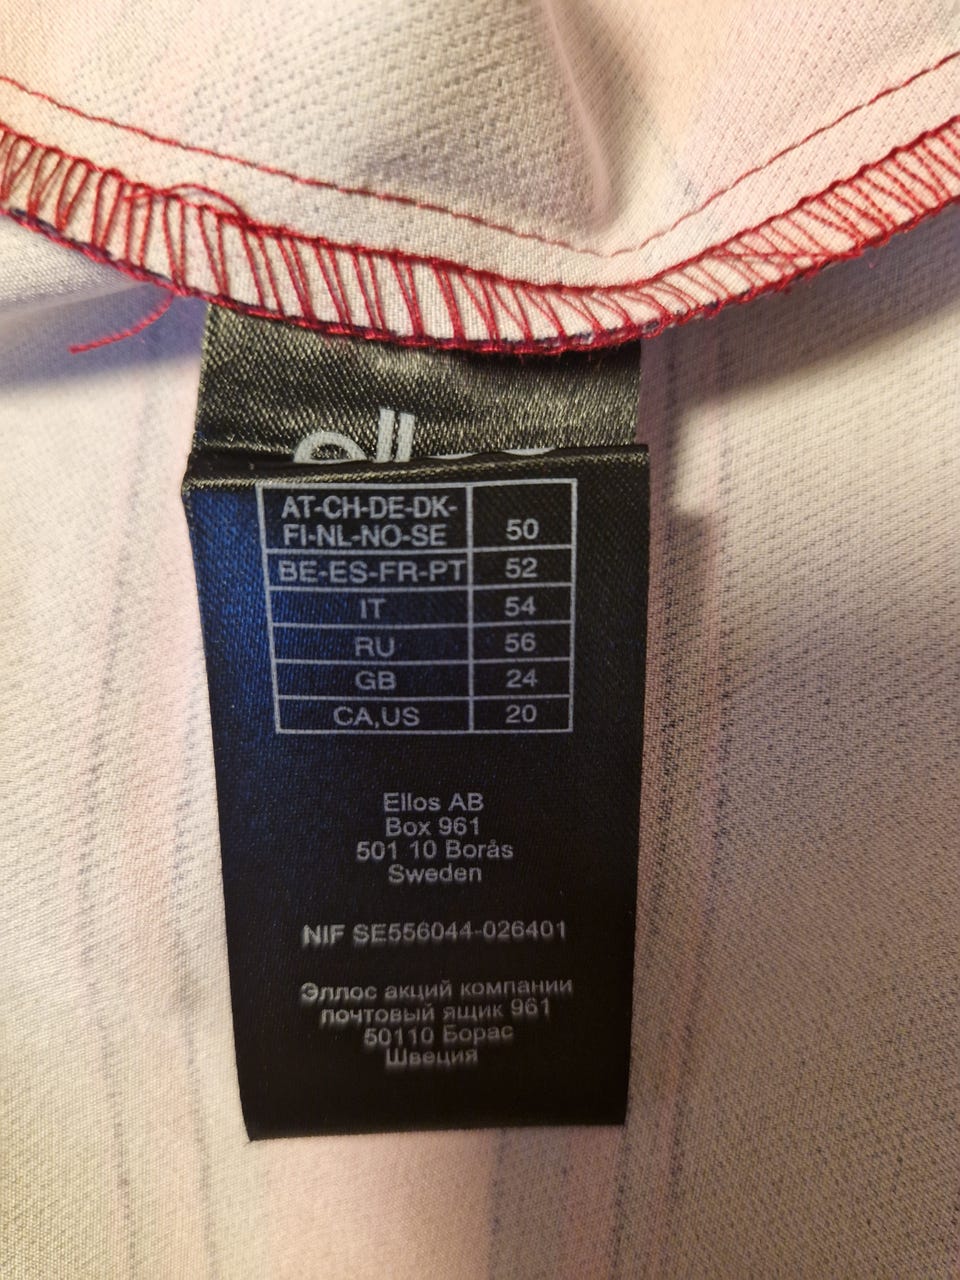 ell
AT-CH-DE-DK-
FI-NL-NO-SE 50
BE-ES-FR-PT 52
IT 54
RU 56
GB 24
CA,US 20
Ellos AB
Box 961
501 10 Borås
Sweden
NIF SE556044-026401
Эллос акций компании
почтовый ящик 961
50110 Борас
Швеция